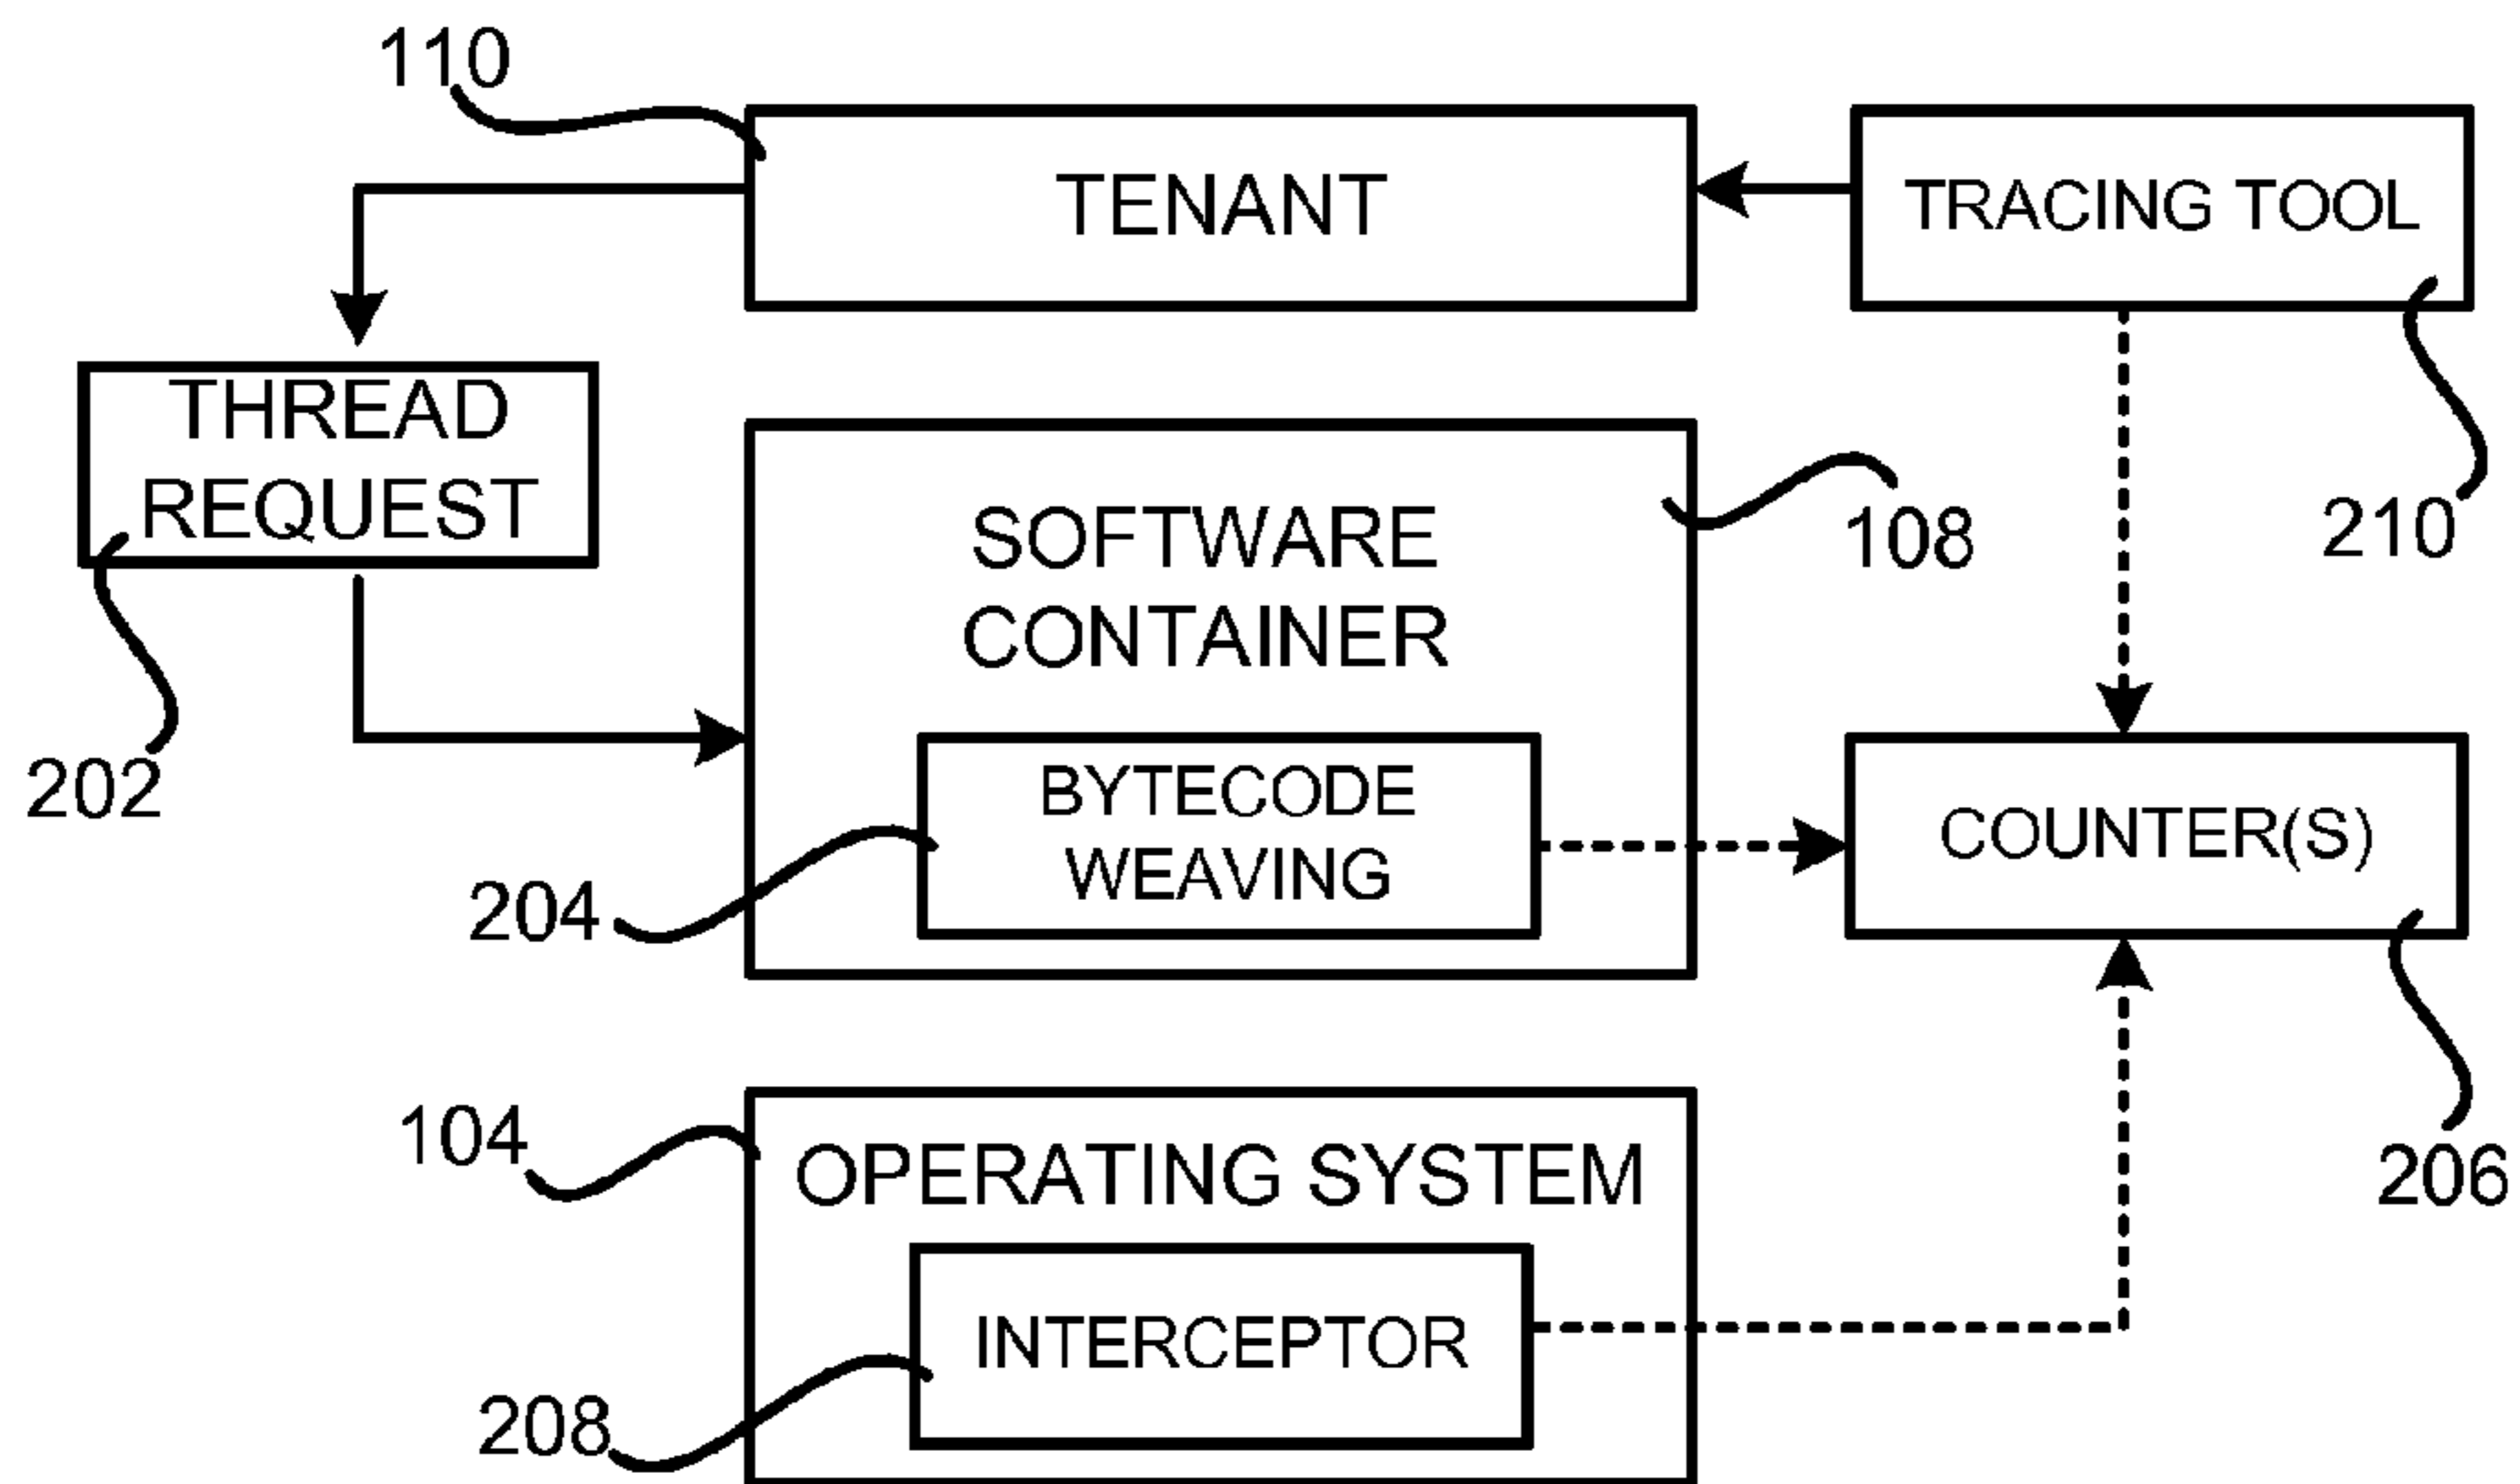 110
TENANT
TRACING TOOL
THREAD
REQUEST
SOFTWARE
CONTAINER
108
210
202
BYTECODE
WEAVING
204
COUNTER(S)
104
OPERATING SYSTEM
206
INTERCEPTOR
208